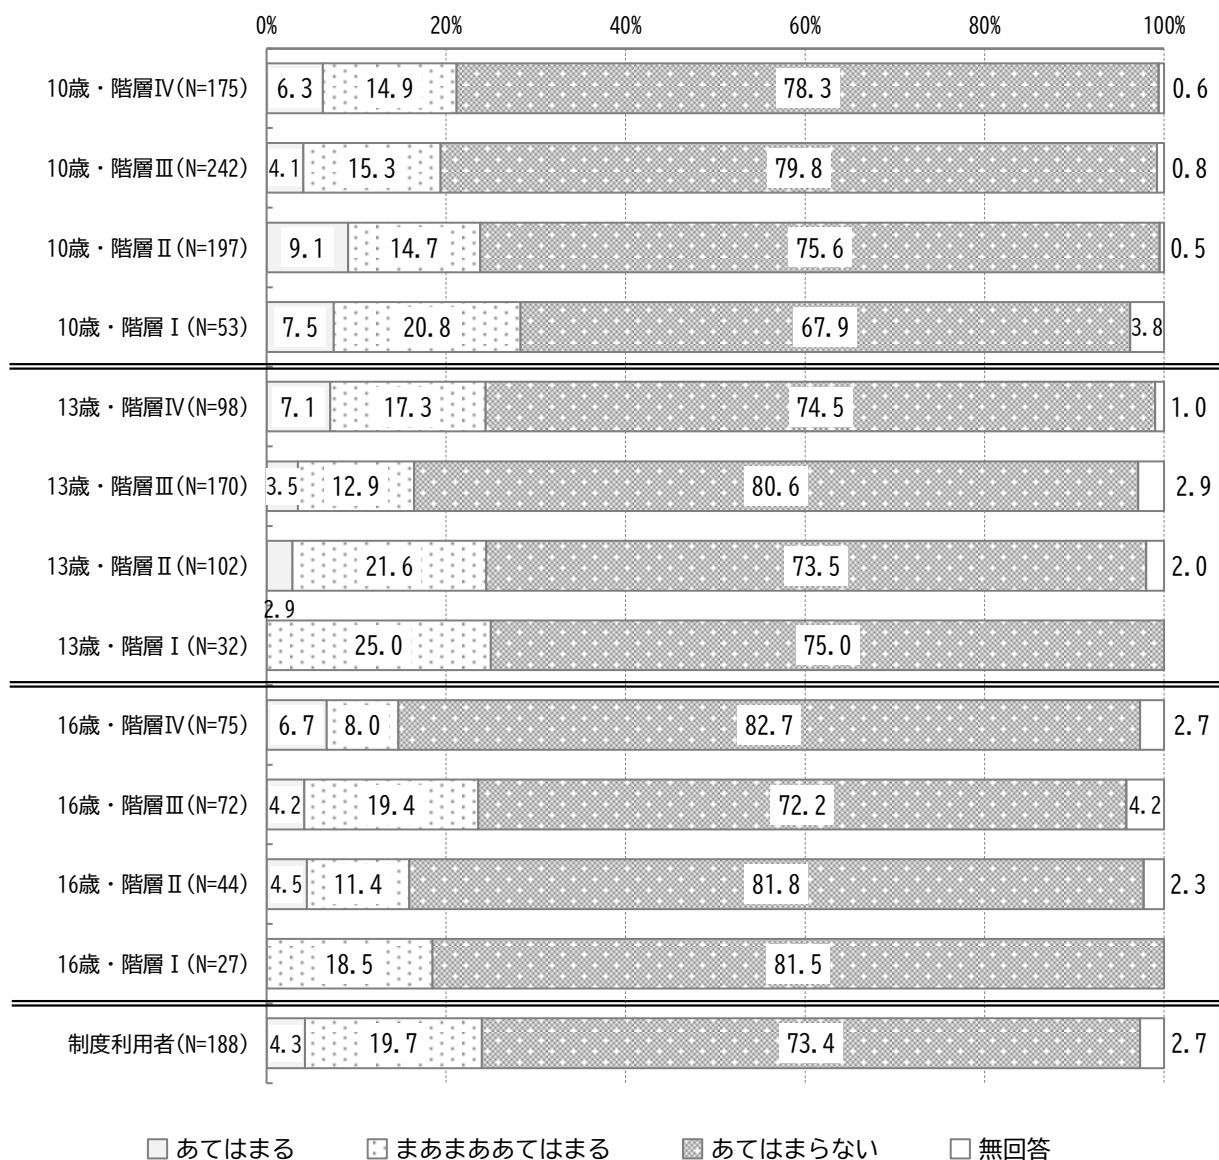 0% 20% 40% 60% 80% 100%
10歳・階層Ⅳ(N=175) 6.3 14.9 78.3 0.6
10歳・階層Ⅲ(N=242) 4.1 15.3 79.8 0.8
10歳・階層Ⅱ(N=197) 9.1 14.7 75.6 0.5
10歳・階層Ⅰ(N=53) 7.5 20.8 67.9 3.8
13歳・階層Ⅳ(N=98) 7.1 17.3 74.5 1.0
13歳・階層Ⅲ(N=170) 3.5 12.9 80.6 2.9
13歳・階層Ⅱ(N=102) 21.6 73.5 2.0
2.9
13歳・階層Ⅰ(N=32) 25.0 75.0
16歳・階層Ⅳ(N=75) 6.7 8.0 82.7 2.7
16歳・階層Ⅲ(N=72) 4.2 19.4 72.2 4.2
16歳・階層Ⅱ(N=44) 4.5 11.4 81.8 2.3
16歳・階層Ⅰ(N=27) 18.5 81.5
制度利用者(N=188) 4.3 19.7 73.4 2.7
あてはまる まあまああてはまる あてはまらない 無回答